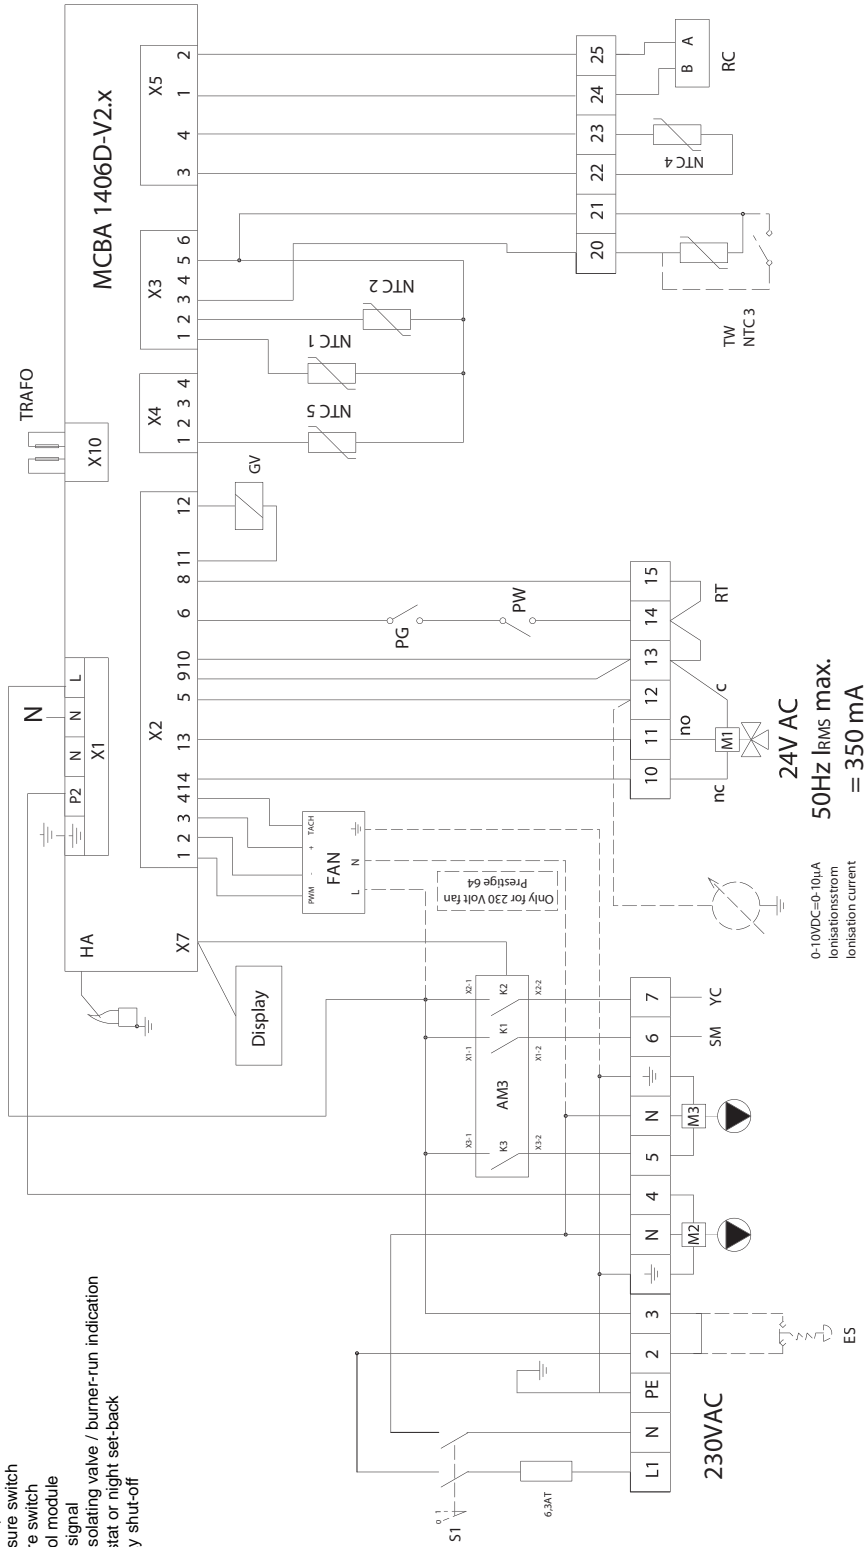 TRAFO
MCBA 1406D-V2.x
X10
N
P2 N N L
X1
HA
X7
X2
1 2 3 4 14 13 5 9 10 6 8 11 12
X4
1 2 3 4
X3
1 2 3 4 5 6
X5
3 4 1 2
Display
PWM - + TACH
FAN
L N
Only for 230 Volt fan
Prestige 64
GV
NTC 5
NTC 1
NTC 2
PG
PW
AM3
X3-1 X1-1 X2-1
K3 K1 K2
X3-2 X1-2 X2-2
S1
0 1
6,3AT
L1 N PE 2 3 N 4 5 N 6 7
230VAC
ES
M2
M3
SM
YC
10 11 12 13 14 15
nc
no
c
M1
RT
24V AC
50Hz IRMS max.
= 350 mA
0-10VDC=0-10µA
Ionisationsstrom
Ionisation current
20 21 22 23 24 25
TW
NTC 3
NTC 4
B A
RC
sure switch
re switch
ol module
signal
solating valve / burner-run indication
stat or night set-back
y shut-off